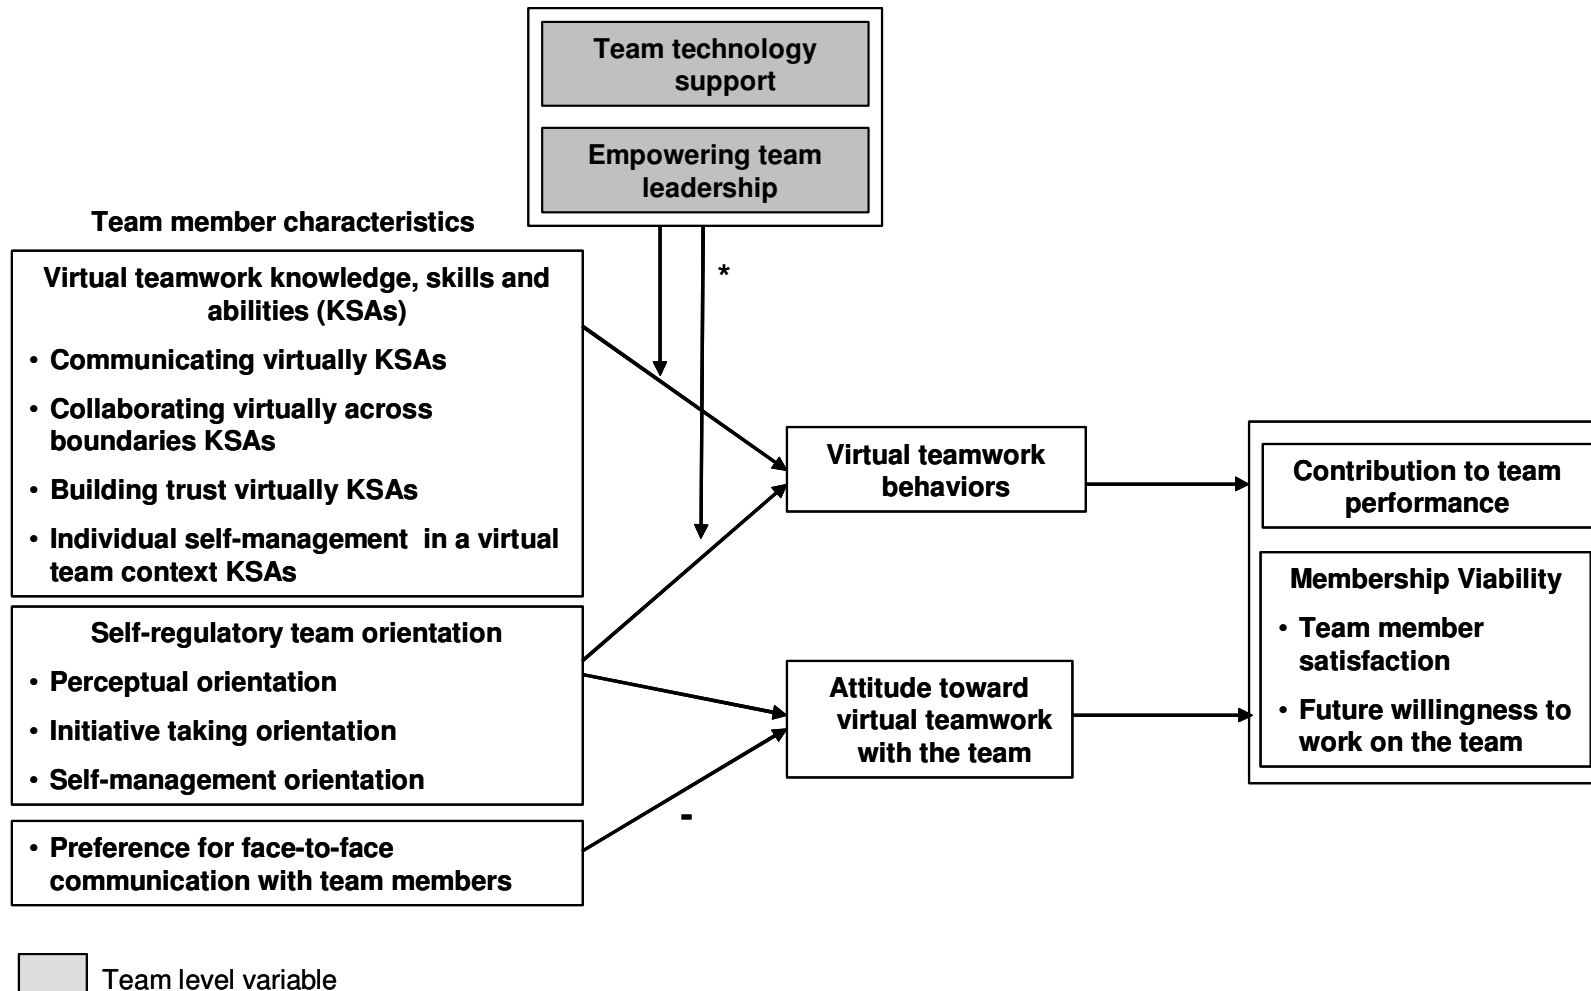 Team technology
support
Empowering team
leadership
*
Team member characteristics
Virtual teamwork knowledge, skills and
abilities (KSAs)
• Communicating virtually KSAs
• Collaborating virtually across
boundaries KSAs
• Building trust virtually KSAs
• Individual self-management in a virtual
team context KSAs
Self-regulatory team orientation
• Perceptual orientation
• Initiative taking orientation
• Self-management orientation
• Preference for face-to-face
communication with team members
-
Virtual teamwork
behaviors
Attitude toward
virtual teamwork
with the team
Contribution to team
performance
Membership Viability
• Team member
satisfaction
• Future willingness to
work on the team
Team level variable